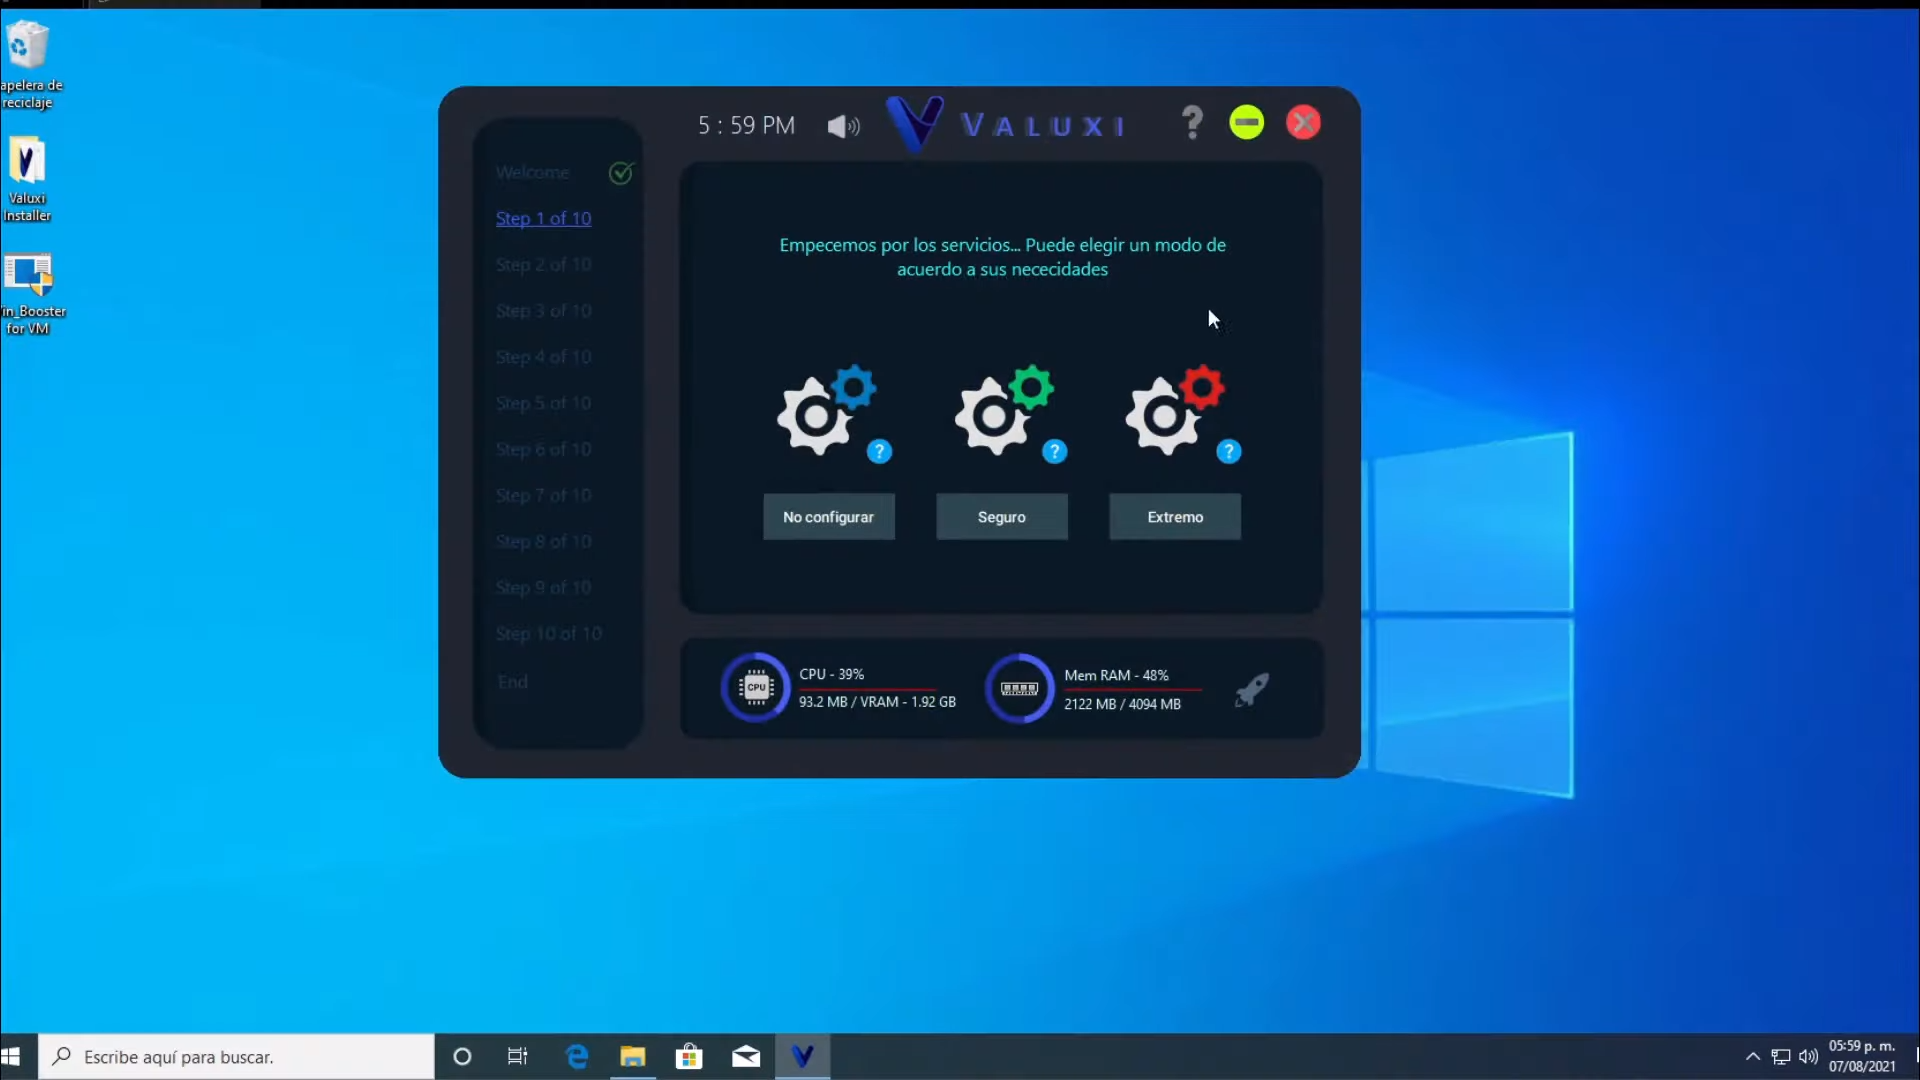 apelera de
reciclaje
Valuxi
Installer
in_Booster
for VM
5 : 59 PM
VALUXI
?
Welcome
Step 1 of 10
Step 2 of 10
Step 3 of 10
Step 4 of 10
Step 5 of 10
Step 6 of 10
Step 7 of 10
Step 8 of 10
Step 9 of 10
Step 10 of 10
End
Empecemos por los servicios... Puede elegir un modo de
acuerdo a sus nececidades
?
?
?
No configurar
Seguro
Extremo
CPU
CPU - 39%
93.2 MB / VRAM - 1.92 GB
Mem RAM - 48%
2122 MB / 4094 MB
Escribe aquí para buscar.
05:59 p. m.
07/08/2021